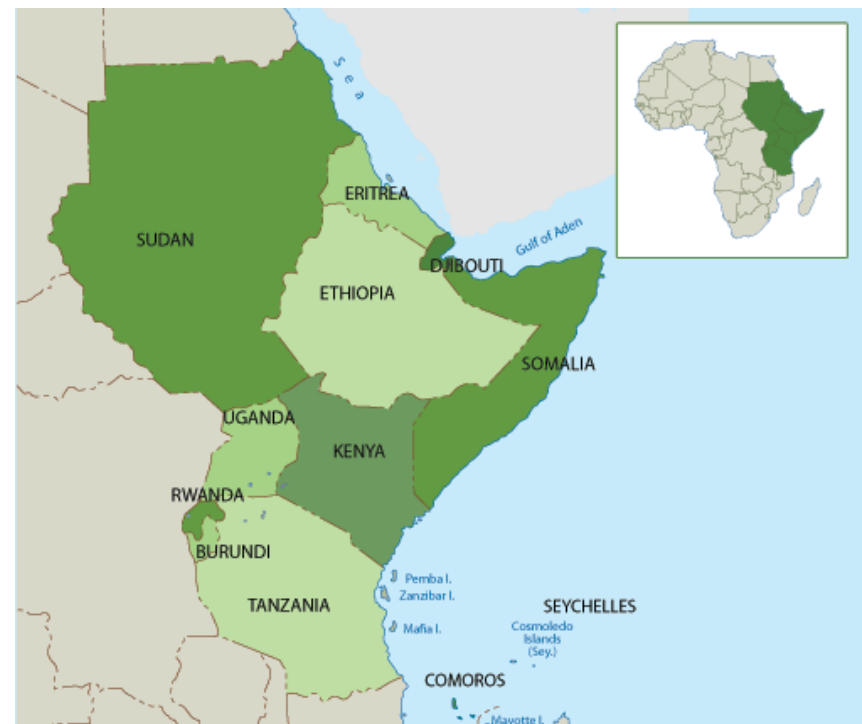 Sea
ERITREA
SUDAN
Gulf of Aden
DJIBOUTI
ETHIOPIA
SOMALIA
UGANDA
KENYA
RWANDA
BURUNDI
Pemba I.
Zanzibar I.
TANZANIA
SEYCHELLES
Mafia I.
Cosmoledo
Islands
(Sey.)
COMOROS
Mayotte I.